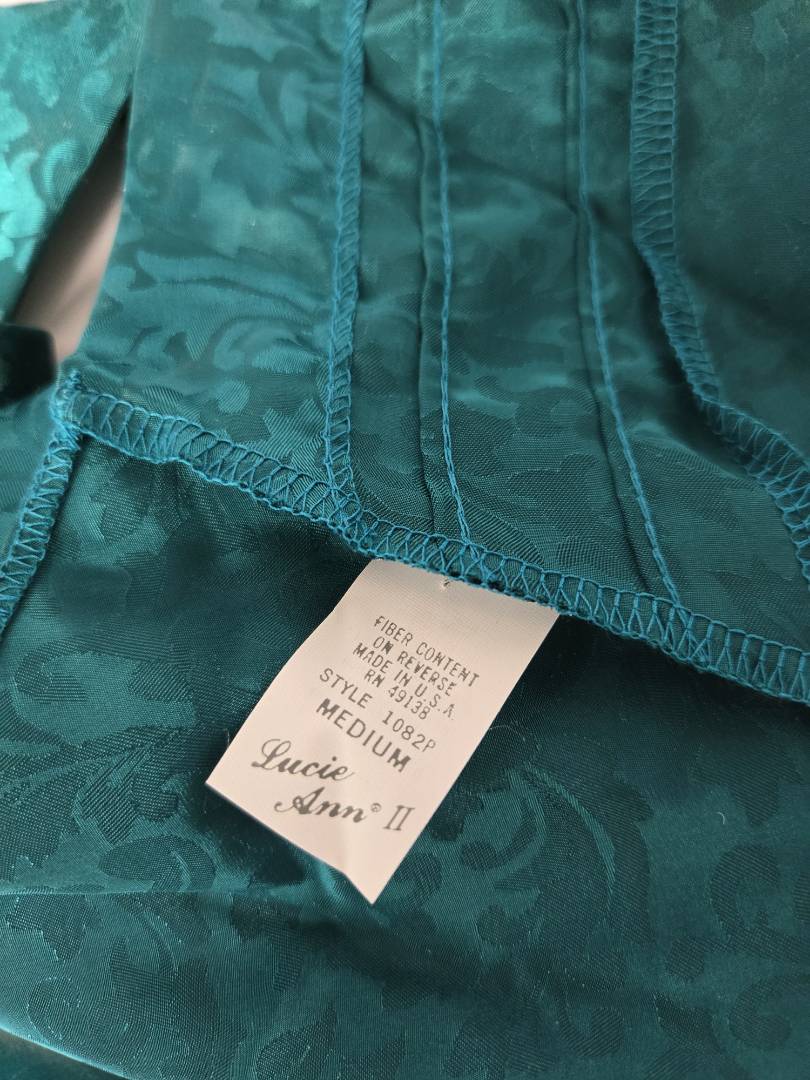 FIBER CONTENT
ON REVERSE
MADE IN U.S.A.
RN 49138
STYLE 1082P
MEDIUM
Lucie
Ann® II